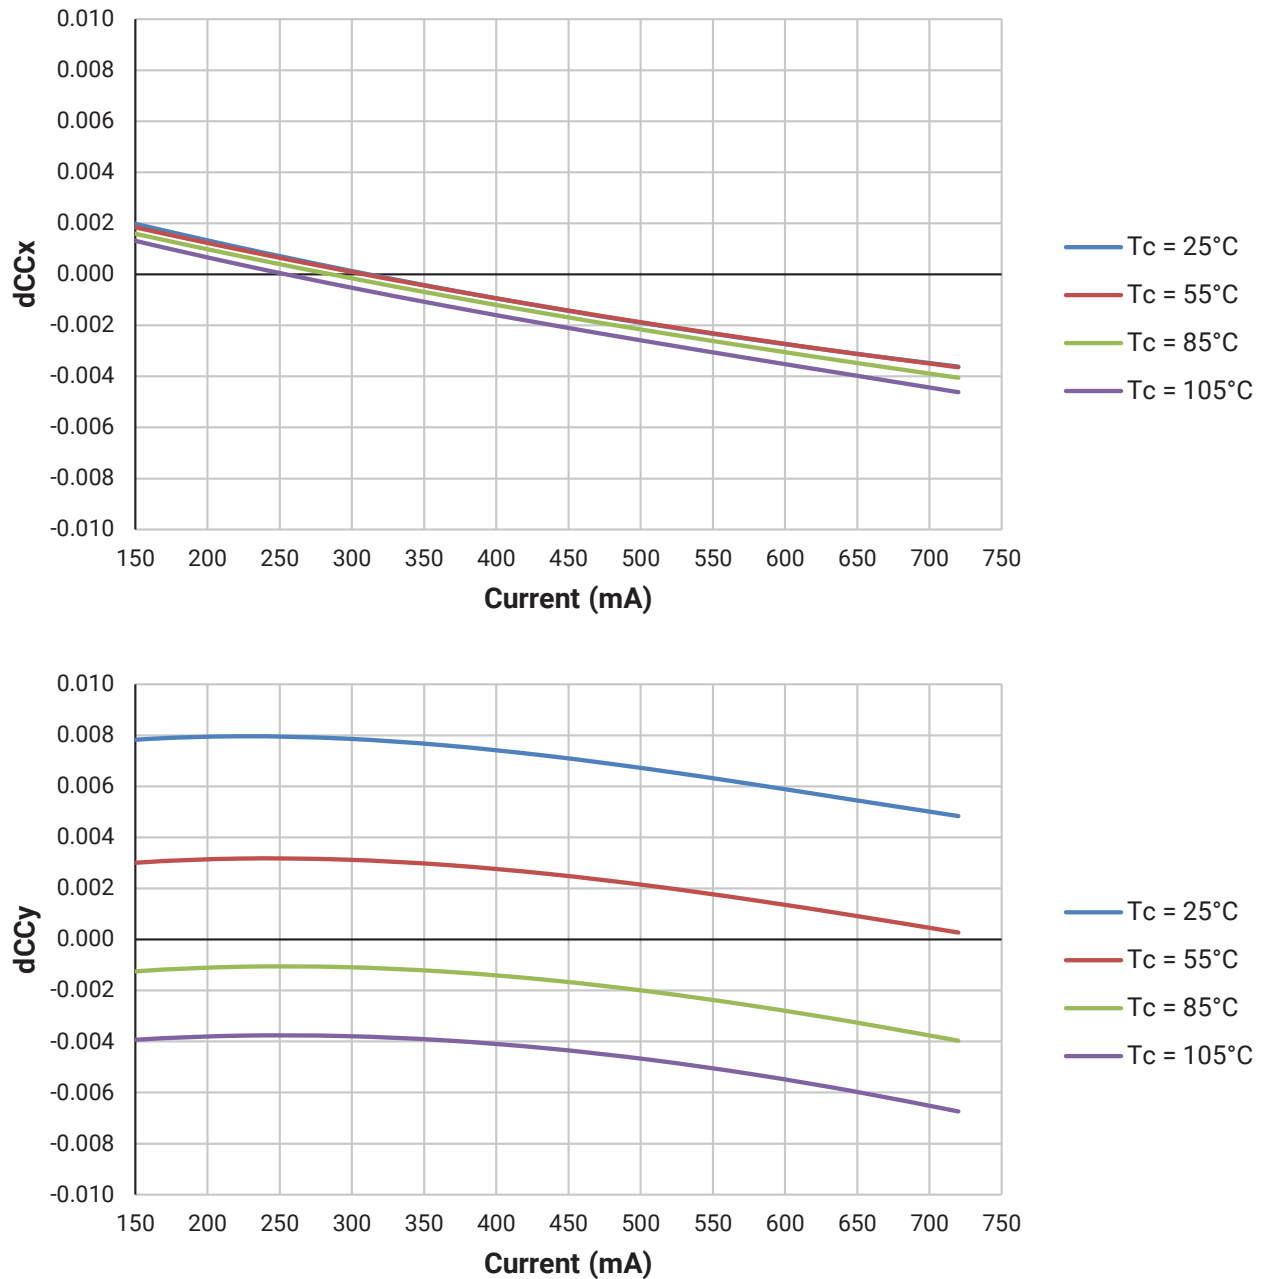 0.010
0.008
0.006
0.004
0.002
0.000
-0.002
-0.004
-0.006
-0.008
-0.010
dCCx
150 200 250 300 350 400 450 500 550 600 650 700 750
Current (mA)
Tc = 25°C
Tc = 55°C
Tc = 85°C
Tc = 105°C
0.010
0.008
0.006
0.004
0.002
0.000
-0.002
-0.004
-0.006
-0.008
-0.010
dCCy
150 200 250 300 350 400 450 500 550 600 650 700 750
Current (mA)
Tc = 25°C
Tc = 55°C
Tc = 85°C
Tc = 105°C